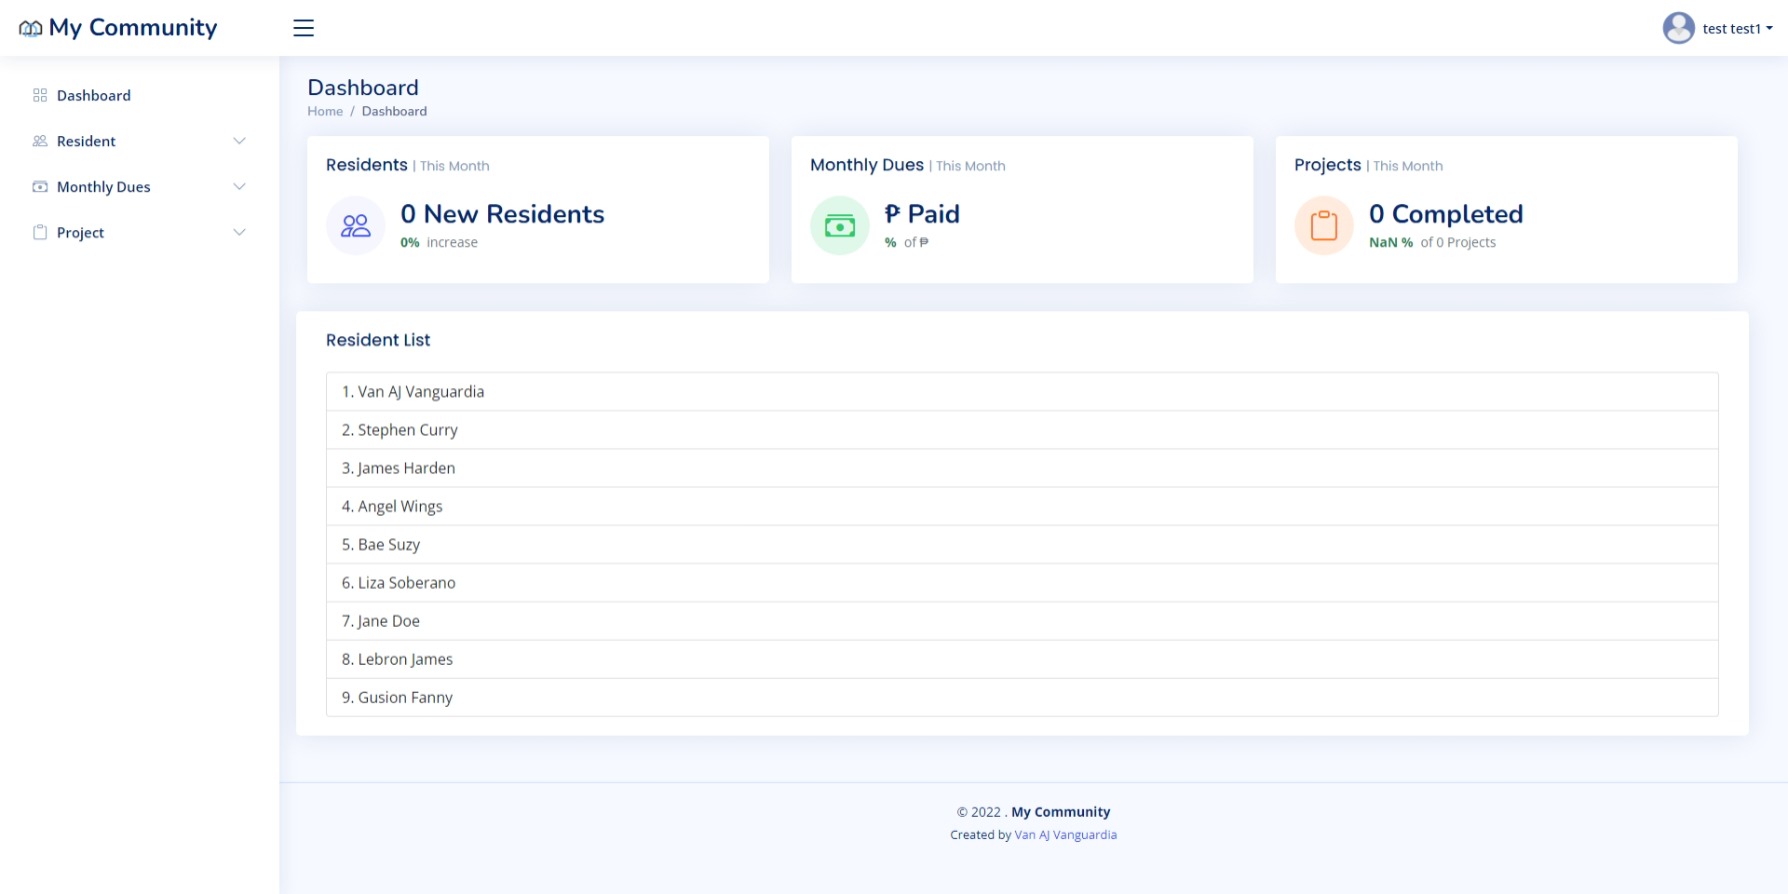 My Community
test test1
Dashboard
Resident
Monthly Dues
Project
Dashboard
Home / Dashboard
Residents | This Month
0 New Residents
0% increase
Monthly Dues | This Month
₱ Paid
% of ₱
Projects | This Month
0 Completed
NaN % of 0 Projects
Resident List
1. Van AJ Vanguardia
2. Stephen Curry
3. James Harden
4. Angel Wings
5. Bae Suzy
6. Liza Soberano
7. Jane Doe
8. Lebron James
9. Gusion Fanny
© 2022 . My Community
Created by Van AJ Vanguardia